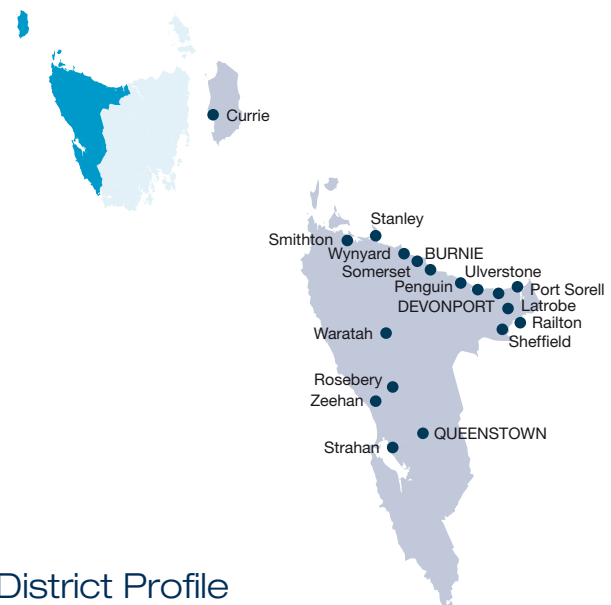 Currie
Stanley
Smithton
Wynyard
BURNIE
Somerset
Ulverstone
Penguin
Port Sorell
DEVONPORT
Latrobe
Railton
Waratah
Sheffield
Rosebery
Zeehan
QUEENSTOWN
Strahan
District Profile